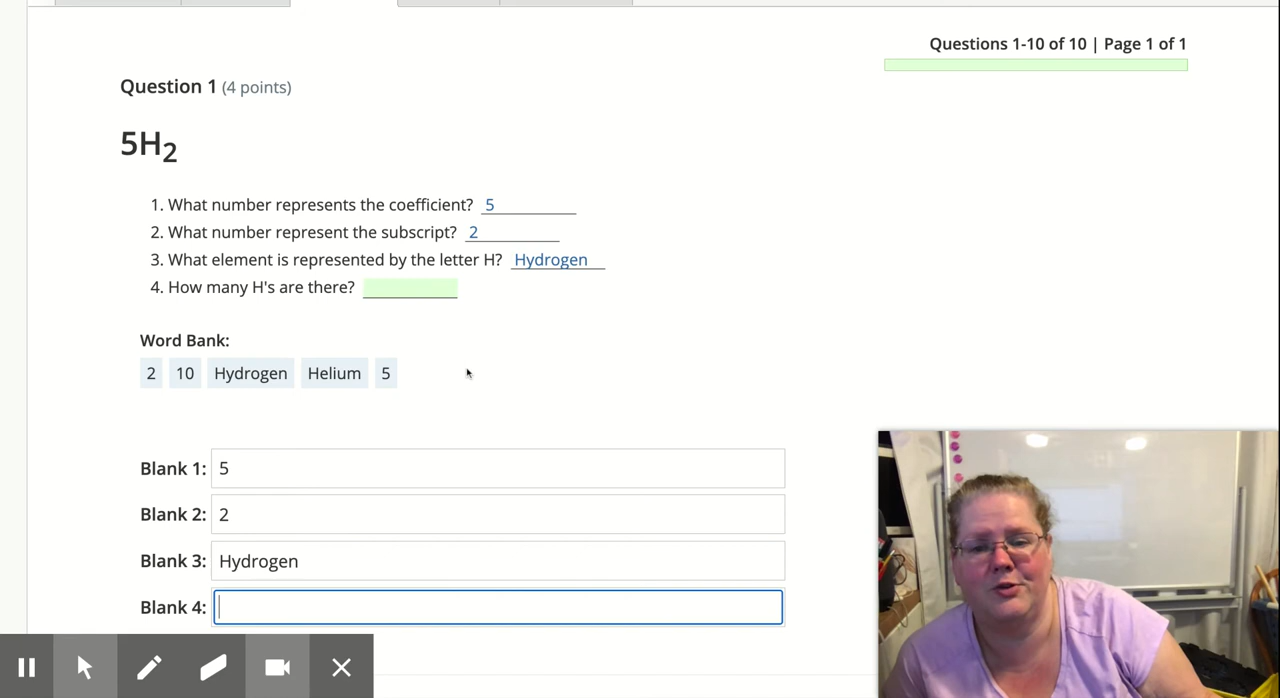 Questions 1-10 of 10 | Page 1 of 1
Question 1 (4 points)
5H₂
1. What number represents the coefficient? 5
2. What number represent the subscript? 2
3. What element is represented by the letter H? Hydrogen
4. How many H's are there?
Word Bank:
2 10 Hydrogen Helium 5
Blank 1: 5
Blank 2: 2
Blank 3: Hydrogen
Blank 4: